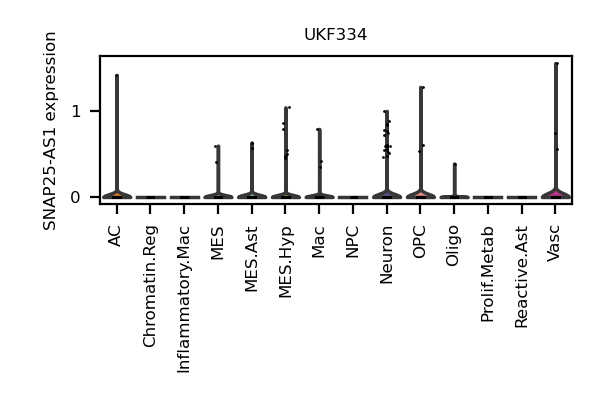 UKF334
SNAP25-AS1 expression
1
0
AC
Chromatin.Reg
Inflammatory.Mac
MES
MES.Ast
MES.Hyp
Mac
NPC
Neuron
OPC
Oligo
Prolif.Metab
Reactive.Ast
Vasc